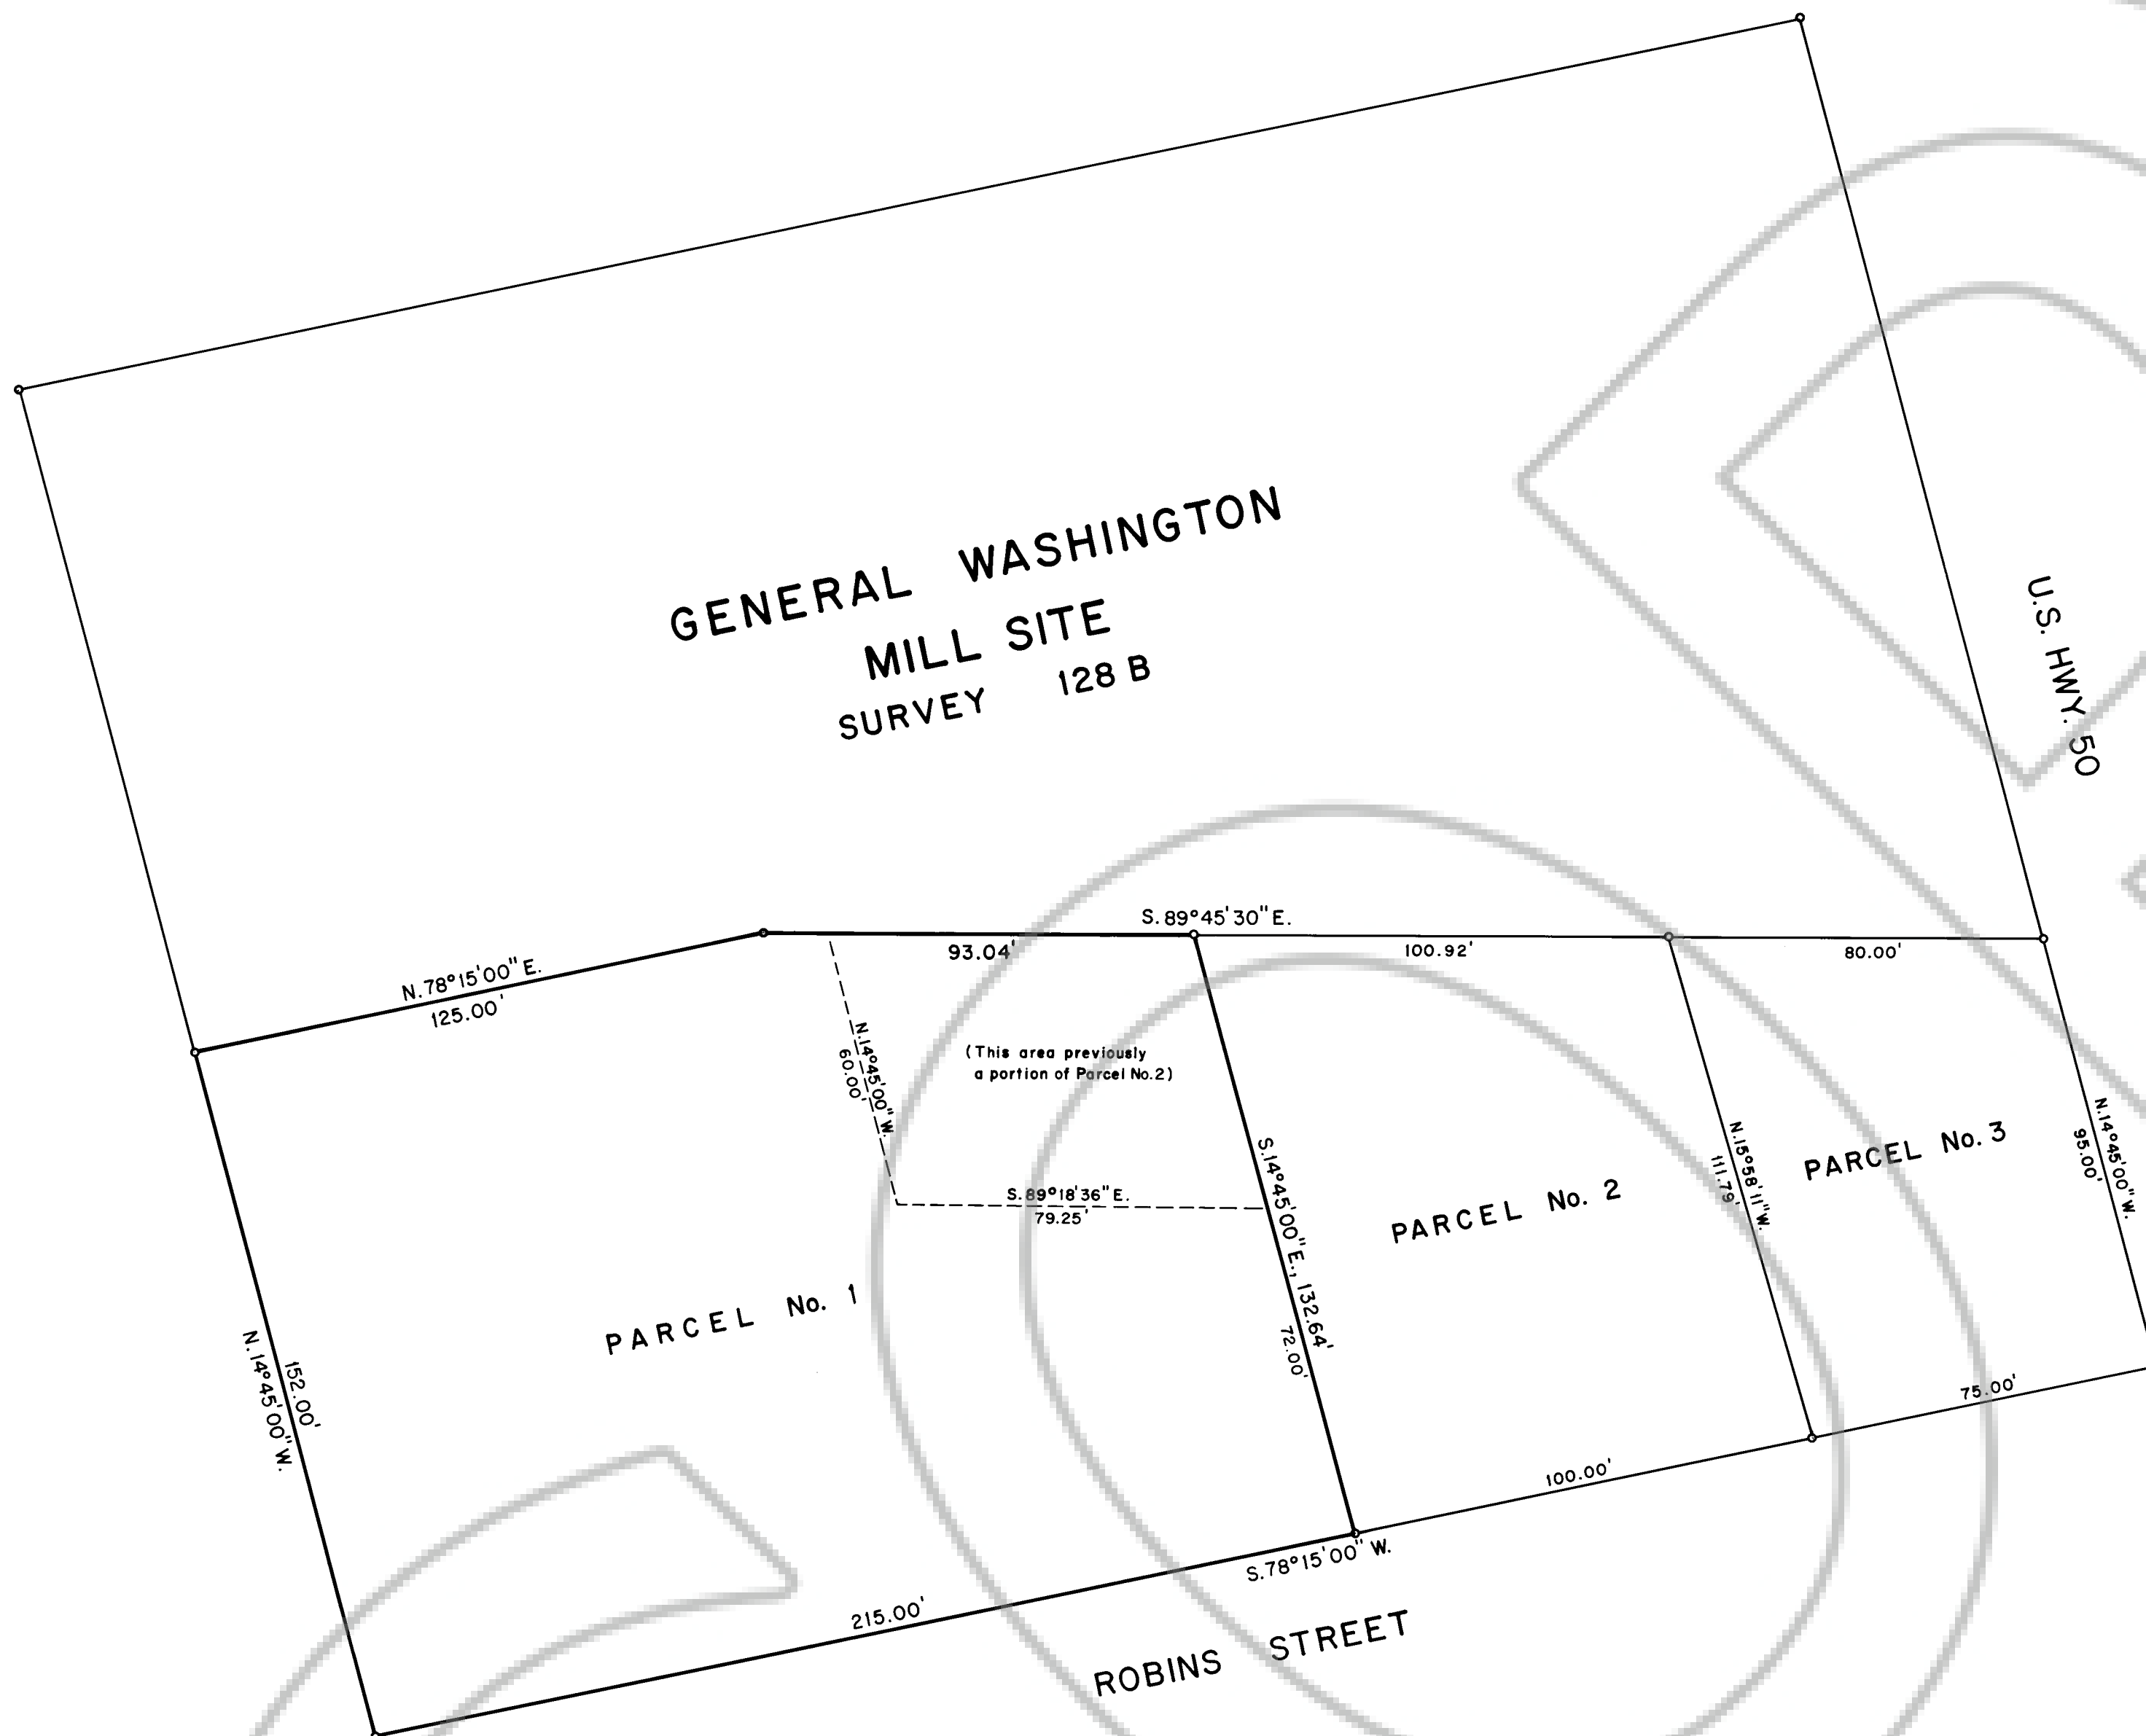 GENERAL WASHINGTON
MILL SITE
SURVEY 128 B
U.S. HWY. 50
S. 89°45'30" E.
93.04'
100.92'
80.00'
N. 78°15'00" E.
125.00'
N. 14°45'00" W.
60.00'
(This area previously
a portion of Parcel No. 2)
S. 89°18'36" E.
79.25'
S. 14°45'00" E., 132.64'
72.00'
PARCEL No. 2
N. 15°58'11" W.
111.79'
PARCEL No. 3
N. 14°45'00" W.
95.00'
PARCEL No. 1
152.00'
N. 14°45'00" W.
75.00'
100.00'
S. 78°15'00" W.
215.00'
ROBINS STREET